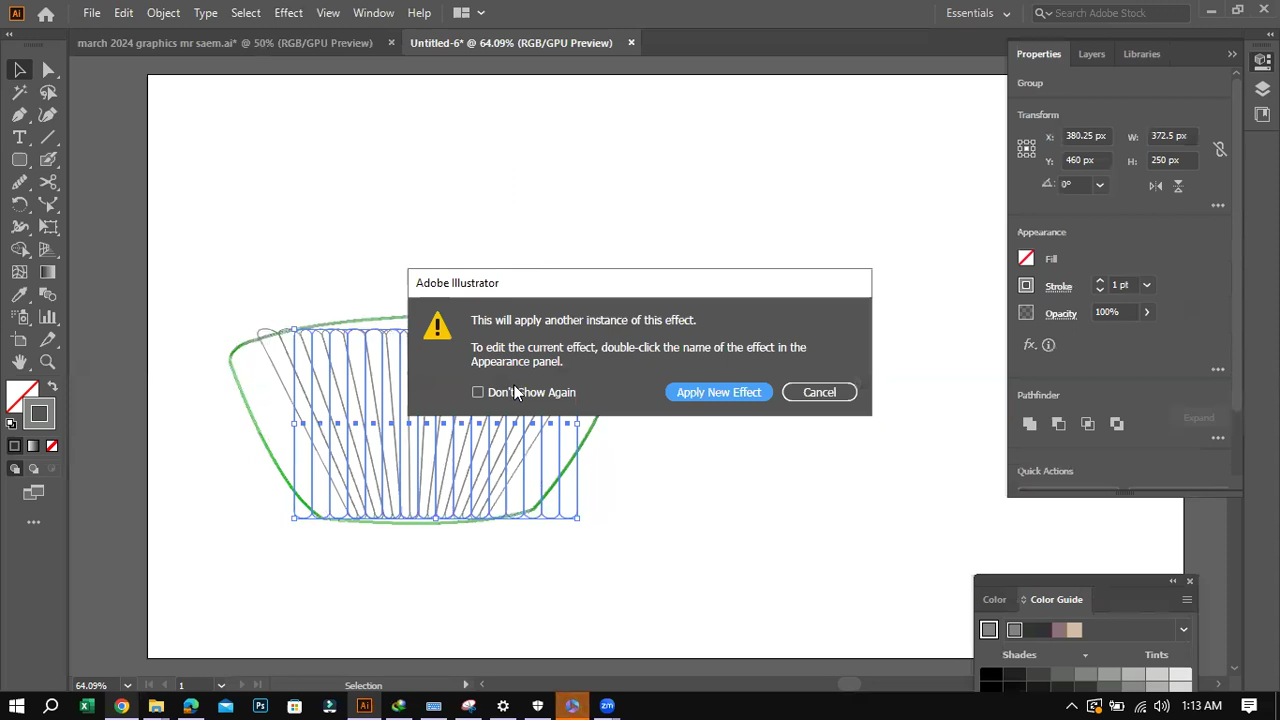 Ai
File Edit Object Type Select Effect View Window Help
Essentials
Search Adobe Stock
march 2024 graphics mr saem.ai* @ 50% (RGB/GPU Preview) ×
Untitled-6* @ 64.09% (RGB/GPU Preview) ×
Properties Layers Libraries
Group
Transform
X: 380.25 px W: 372.5 px
Y: 460 px H: 250 px
0°
Appearance
Fill
Stroke 1 pt
Opacity 100%
fx.
Pathfinder
Expand
Quick Actions
Adobe Illustrator
This will apply another instance of this effect.
To edit the current effect, double-click the name of the effect in the
Appearance panel.
Don't Show Again
Apply New Effect
Cancel
Color Color Guide
Shades Tints
64.09% 1 Selection
Ps
Ai
zm
1:13 AM